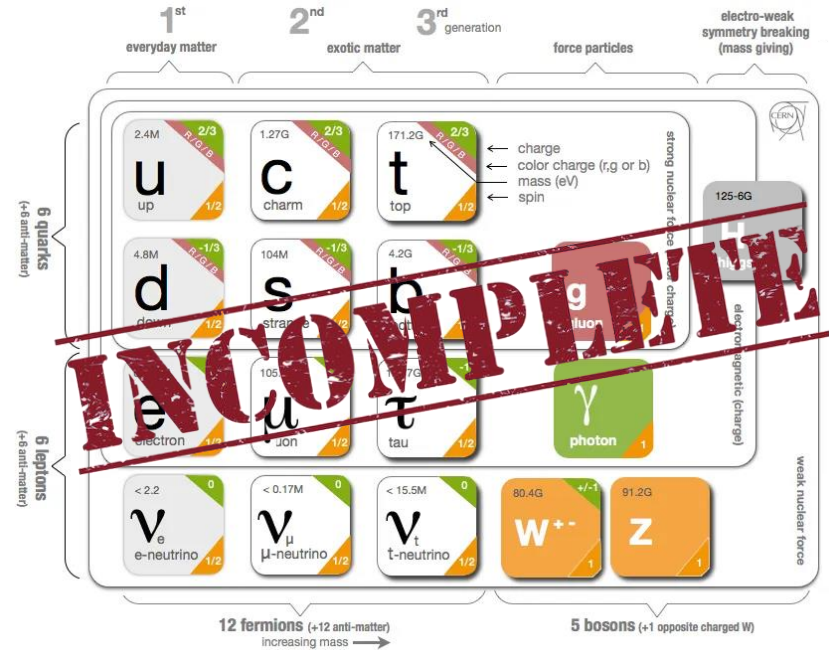 1st
2nd
3rd
generation
everyday matter
exotic matter
force particles
electro-weak
symmetry breaking
(mass giving)
CERN
6 quarks
(+6 anti-matter)
2.4M
2/3
R/G/B
u
up
1/2
1.27G
2/3
R/G/B
c
charm
1/2
171.2G
2/3
R/G/B
t
top
1/2
charge
color charge (r,g or b)
mass (eV)
spin
strong nuclear force
125-6G
H
4.8M
-1/3
R/G/B
d
down
1/2
104M
-1/3
R/G/B
s
strange
1/2
4.2G
-1/3
R/G/B
b
g
gluon
electromagnetic (charge)
INCOMPLETE
6 leptons
(+6 anti-matter)
e
electron
1/2
μ
muon
1/2
-1
τ
tau
1/2
γ
photon
1
weak nuclear force
< 2.2
0
νe
e-neutrino
1/2
< 0.17M
0
νμ
μ-neutrino
1/2
< 15.5M
0
νt
t-neutrino
1/2
80.4G
+/-1
W+-
1
91.2G
Z
1
12 fermions (+12 anti-matter)
increasing mass
5 bosons (+1 opposite charged W)